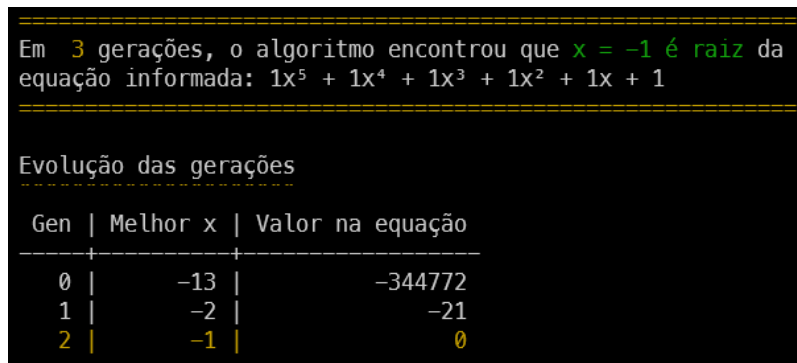 ============================================================
Em  3 gerações, o algoritmo encontrou que x = −1 é raiz da
equação informada: 1x⁵ + 1x⁴ + 1x³ + 1x² + 1x + 1
============================================================
Evolução das gerações
~~~~~~~~~~~~~~~~~~~~~
Gen | Melhor x | Valor na equação
-----+----------+------------------
0 | −13 | −344772
1 | −2 | −21
2 | −1 | 0